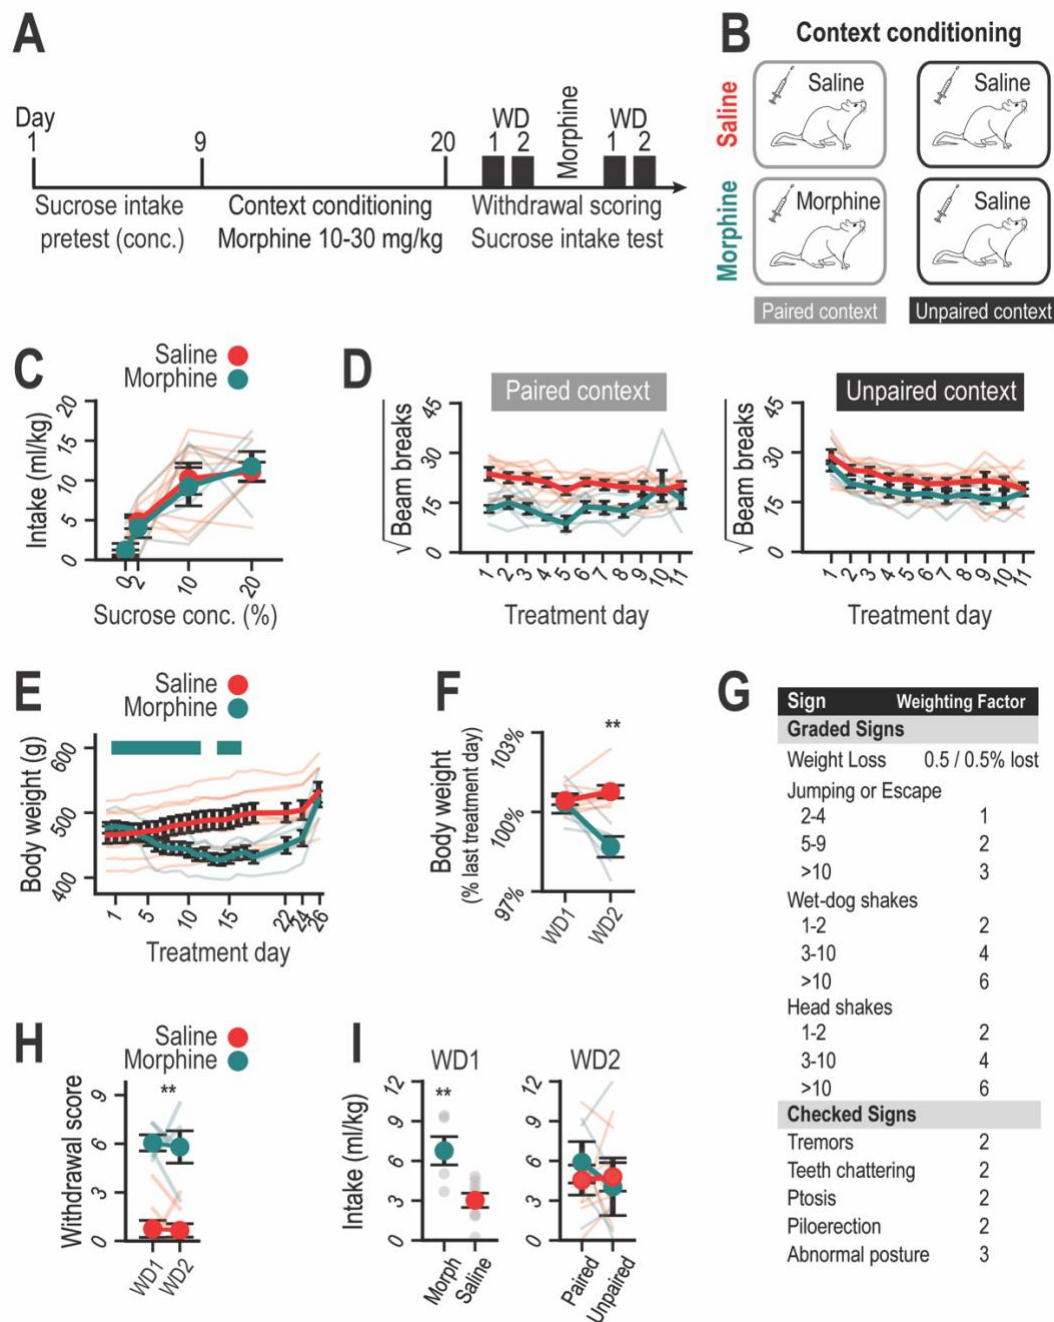 A
Day
1
9
20
WD
1 2
Morphine
WD
1 2
Sucrose intake
pretest (conc.)
Context conditioning
Morphine 10-30 mg/kg
Withdrawal scoring
Sucrose intake test
B
Context conditioning
Saline
Saline
Saline
Morphine
Morphine
Saline
Paired context
Unpaired context
C
Saline
Morphine
Intake (ml/kg)
20
15
10
5
0
0 2 10 20
Sucrose conc. (%)
D
Paired context
√Beam breaks
45
30
15
0
1 2 3 4 5 6 7 8 9 10 11
Treatment day
Unpaired context
√Beam breaks
45
30
15
0
1 2 3 4 5 6 7 8 9 10 11
Treatment day
E
Saline
Morphine
Body weight (g)
600
500
400
1 5 10 15 22 24 26
Treatment day
F
**
Body weight
(% last treatment day)
103%
100%
97%
WD1 WD2
G
Sign Weighting Factor
Graded Signs
Weight Loss 0.5 / 0.5% lost
Jumping or Escape
2-4 1
5-9 2
>10 3
Wet-dog shakes
1-2 2
3-10 4
>10 6
Head shakes
1-2 2
3-10 4
>10 6
Checked Signs
Tremors 2
Teeth chattering 2
Ptosis 2
Piloerection 2
Abnormal posture 3
H
Saline
Morphine
**
Withdrawal score
9
6
3
0
WD1 WD2
I
WD1
**
Intake (ml/kg)
12
9
6
3
0
Morph Saline
WD2
12
9
6
3
0
Paired Unpaired